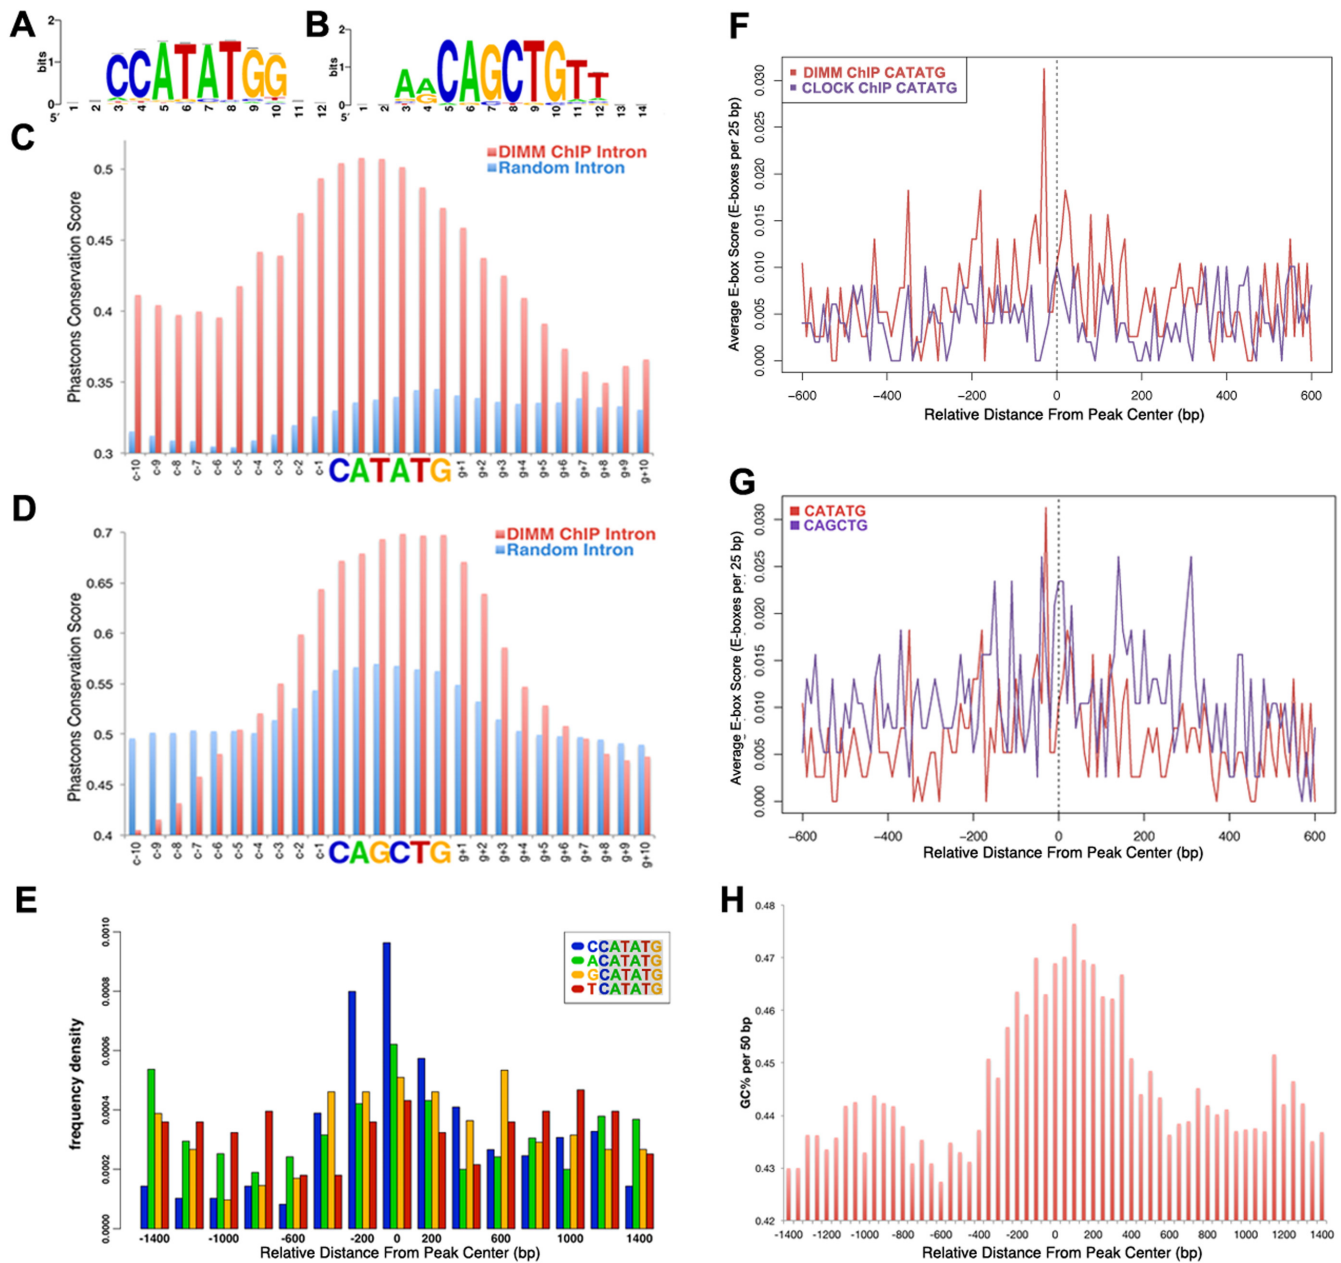 A
2
1
0
bits
CCATATGG
5′ 1 2 3 4 5 6 7 8 9 10 11 12
B
2
1
0
bits
AACAGCTGTT
5′ 1 2 3 4 5 6 7 8 9 10 11 12 13 14
C
DIMM ChIP Intron
Random Intron
Phastcons Conservation Score
0.5
0.45
0.4
0.35
0.3
c-10 c-9 c-8 c-7 c-6 c-5 c-4 c-3 c-2 c-1 CATATG g+1 g+2 g+3 g+4 g+5 g+6 g+7 g+8 g+9 g+10
D
DIMM ChIP Intron
Random Intron
Phastcons Conservation Score
0.7
0.65
0.6
0.55
0.5
0.45
0.4
c-10 c-9 c-8 c-7 c-6 c-5 c-4 c-3 c-2 c-1 CAGCTG g+1 g+2 g+3 g+4 g+5 g+6 g+7 g+8 g+9 g+10
E
CCATATG
ACATATG
GCATATG
TCATATG
frequency density
0.0010
0.0008
0.0006
0.0004
0.0002
0.0000
-1400 -1000 -600 -200 0 200 600 1000 1400
Relative Distance From Peak Center (bp)
F
DIMM ChIP CATATG
CLOCK ChIP CATATG
Average E-box Score (E-boxes per 25 bp)
0.030
0.025
0.020
0.015
0.010
0.005
0.000
−600 −400 −200 0 200 400 600
Relative Distance From Peak Center (bp)
G
CATATG
CAGCTG
Average E-box Score (E-boxes per 25 bp)
0.030
0.025
0.020
0.015
0.010
0.005
0.000
−600 −400 −200 0 200 400 600
Relative Distance From Peak Center (bp)
H
GC% per 50 bp
0.48
0.47
0.46
0.45
0.44
0.43
0.42
-1400 -1200 -1000 -800 -600 -400 -200 0 200 400 600 800 1000 1200 1400
Relative Distance From Peak Center (bp)